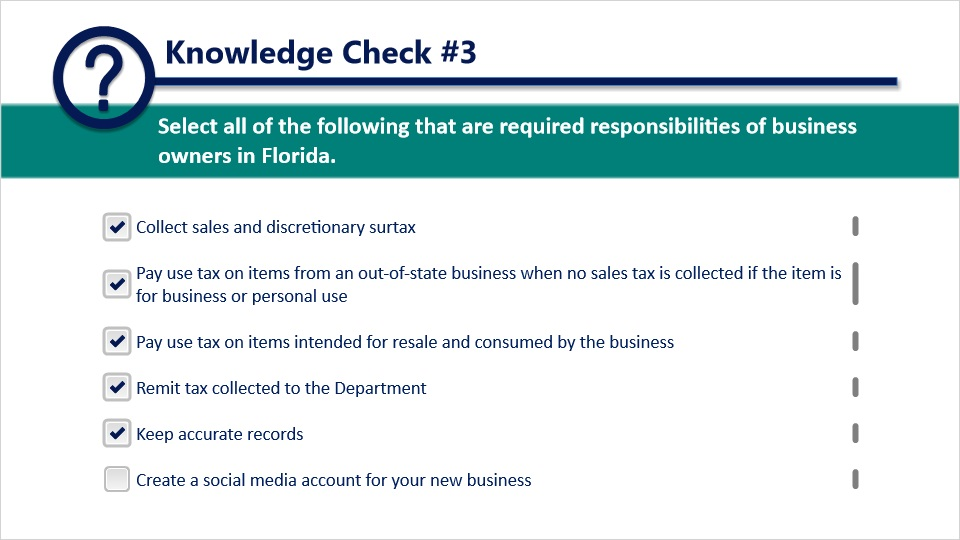 ?
Knowledge Check #3
Select all of the following that are required responsibilities of business
owners in Florida.
Collect sales and discretionary surtax
Pay use tax on items from an out-of-state business when no sales tax is collected if the item is
for business or personal use
Pay use tax on items intended for resale and consumed by the business
Remit tax collected to the Department
Keep accurate records
Create a social media account for your new business